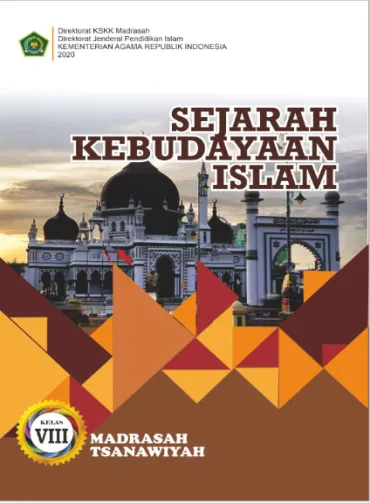 Direktorat KSKK Madrasah
Direktorat Jenderal Pendidikan Islam
KEMENTERIAN AGAMA REPUBLIK INDONESIA
2020
SEJARAH
KEBUDAYAAN
ISLAM
KELAS
VIII
MADRASAH
TSANAWIYAH